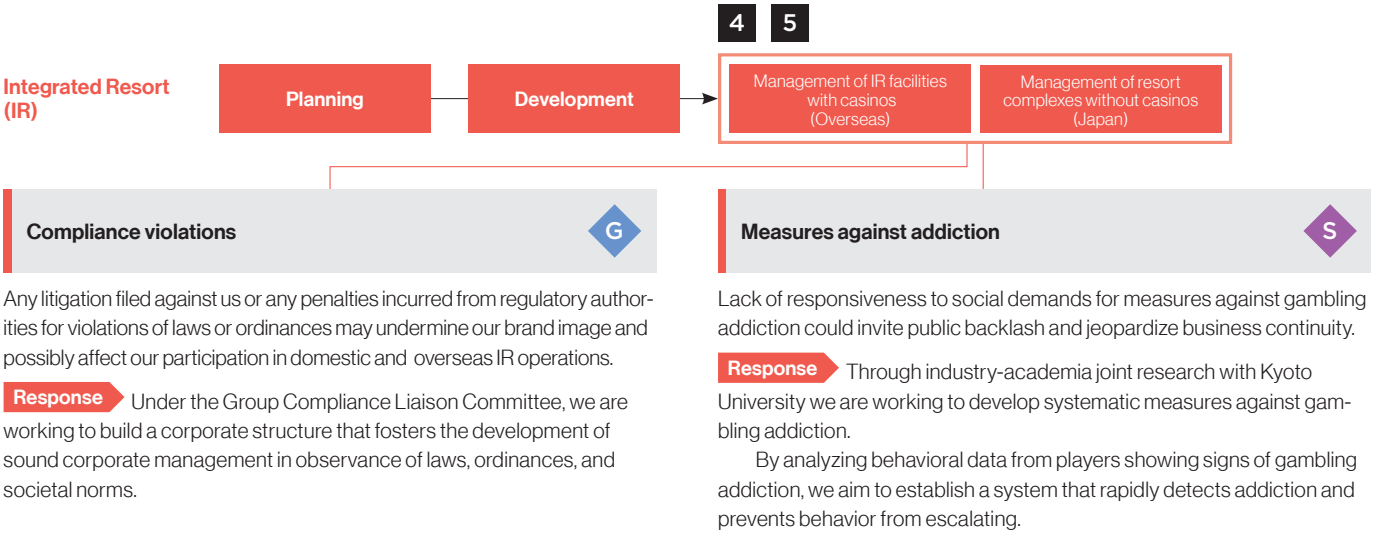 4 5
Integrated Resort
(IR)
Planning
Development
Management of IR facilities
with casinos
(Overseas)
Management of resort
complexes without casinos
(Japan)
Compliance violations
G
Any litigation filed against us or any penalties incurred from regulatory author-
ities for violations of laws or ordinances may undermine our brand image and
possibly affect our participation in domestic and overseas IR operations.
Response Under the Group Compliance Liaison Committee, we are
working to build a corporate structure that fosters the development of
sound corporate management in observance of laws, ordinances, and
societal norms.
Measures against addiction
S
Lack of responsiveness to social demands for measures against gambling
addiction could invite public backlash and jeopardize business continuity.
Response Through industry-academia joint research with Kyoto
University we are working to develop systematic measures against gam-
bling addiction.
By analyzing behavioral data from players showing signs of gambling
addiction, we aim to establish a system that rapidly detects addiction and
prevents behavior from escalating.